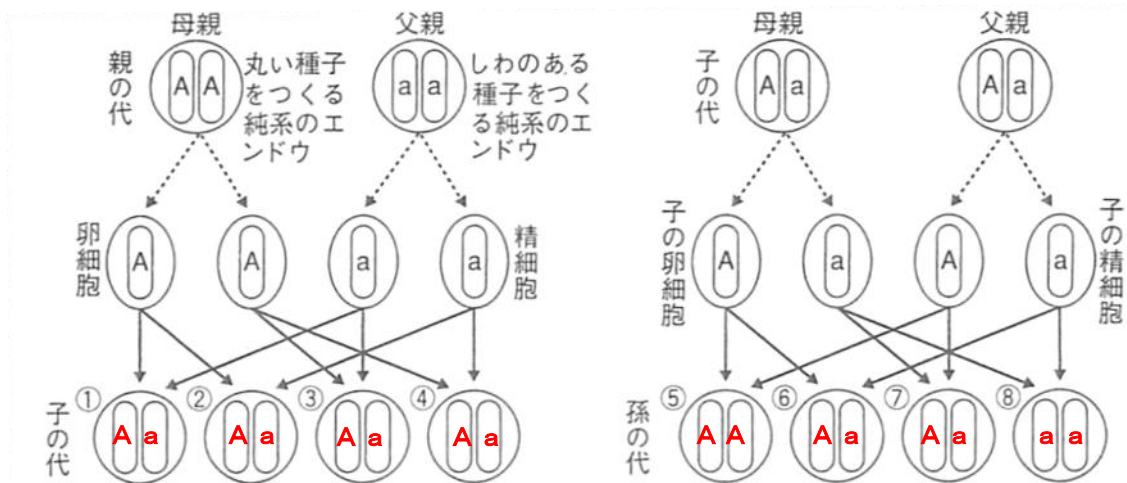 母親
父親
親の代
A A
丸い種子
をつくる
純系のエ
ンドウ
a a
しわのある
種子をつく
る純系のエ
ンドウ
卵細胞
A
A
a
a
精細胞
子の代
①
A a
②
A a
③
A a
④
A a
母親
父親
子の代
A a
A a
子の卵細胞
A
a
A
a
子の精細胞
孫の代
⑤
A A
⑥
A a
⑦
A a
⑧
a a